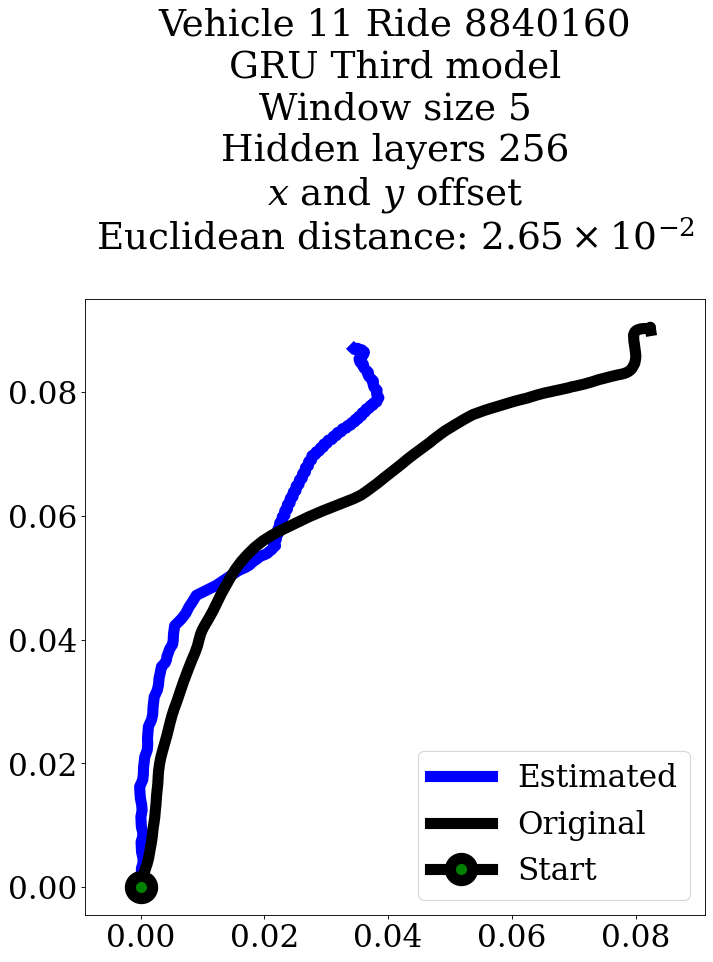 Vehicle 11 Ride 8840160
GRU Third model
Window size 5
Hidden layers 256
x and y offset
Euclidean distance: 2.65 × 10⁻²
0.08
0.06
0.04
0.02
0.00
Estimated
Original
Start
0.00 0.02 0.04 0.06 0.08